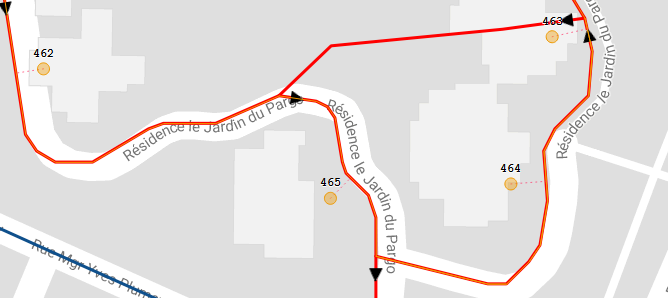 463
462
Résidence le Jardin du Pargo
Résidence le Jardin du Pargo
Résidence le Jardin du Pargo
464
465
Rue Mgr Yves Plumey